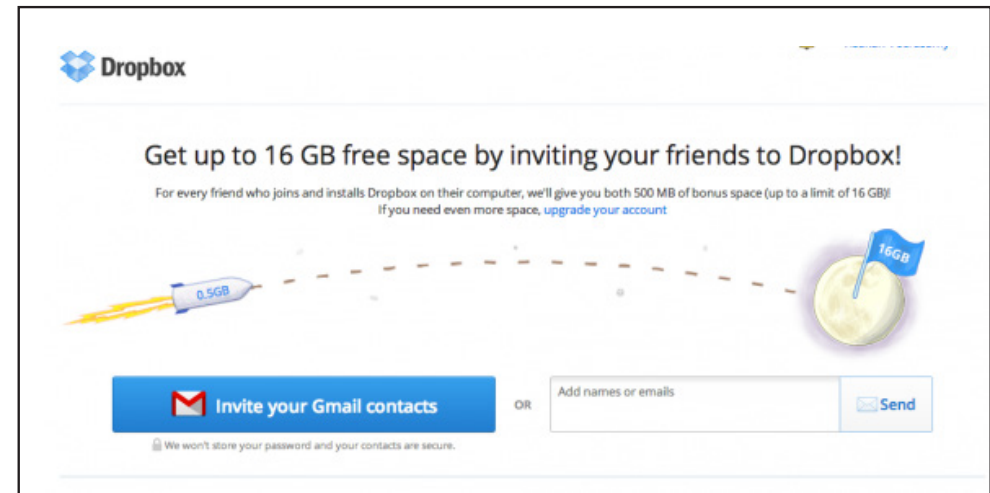 Dropbox
Get up to 16 GB free space by inviting your friends to Dropbox!
For every friend who joins and installs Dropbox on their computer, we'll give you both 500 MB of bonus space (up to a limit of 16 GB)!
If you need even more space, upgrade your account
16GB
0.5GB
Invite your Gmail contacts
OR
Add names or emails
Send
We won't store your password and your contacts are secure.